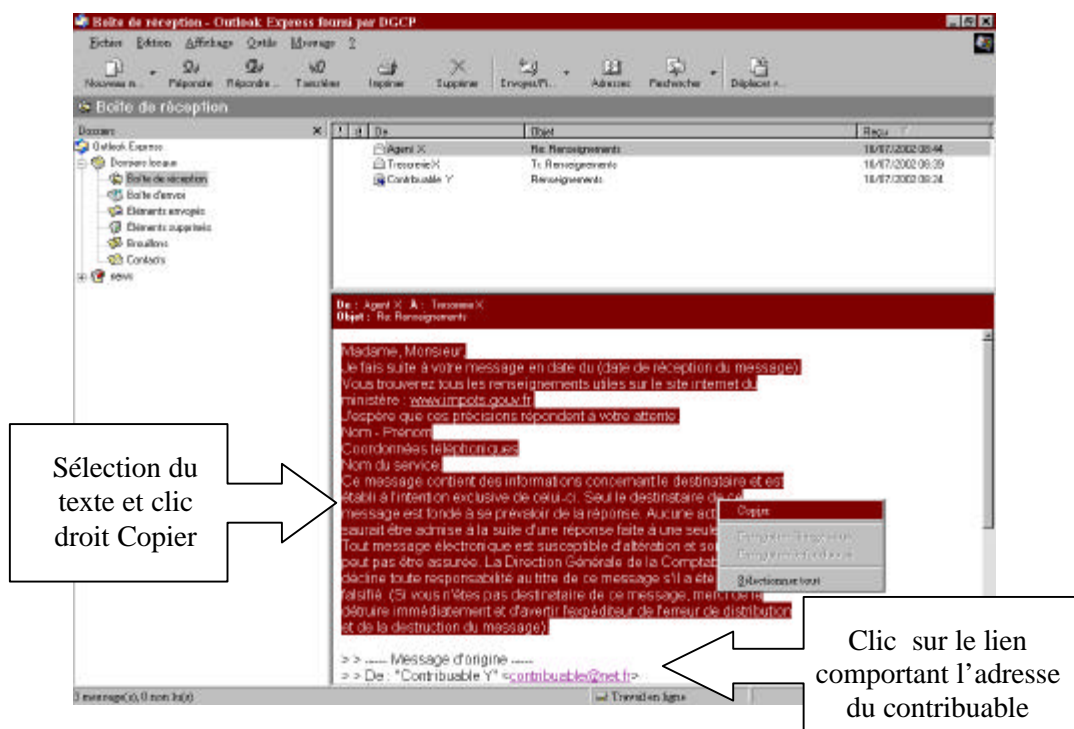 Boîte de réception - Outlook Express fourni par DGCP
Fichier Edition Affichage Outils Message ?
Nouveau m... Répondre Répondre ... Transférer Imprimer Supprimer Envoyer/R... Adresses Rechercher Déplacer v...
Boîte de réception
Dossiers
Outlook Express
Dossiers locaux
Boîte de réception
Boîte d'envoi
Eléments envoyés
Eléments supprimés
Brouillons
Contacts
news
De Objet Reçu
Agent X Re: Renseignements 18/07/2002 08:44
Tresorerie X Tr: Renseignements 18/07/2002 08:39
Contribuable Y Renseignements 18/07/2002 08:24
De : Agent X À : Tresorerie X
Objet : Re: Renseignements
Madame, Monsieur,
Je fais suite à votre message en date du (date de réception du message)
Vous trouverez tous les renseignements utiles sur le site internet du
ministère : www.impots.gouv.fr
J'espère que ces précisions répondent à votre attente.
Nom - Prénom
Coordonnées téléphoniques
Nom du service
Ce message contient des informations concernant le destinataire et est
établi à l'intention exclusive de celui-ci. Seul le destinataire de ce
message est fondé à se prévaloir de la réponse. Aucune act
saurait être admise à la suite d'une réponse faite à une seule
Tout message électronique est susceptible d'altération et so
peut pas être assurée. La Direction Générale de la Comptab
décline toute responsabilité au titre de ce message s'il a été
falsifié. (Si vous n'êtes pas destinataire de ce message, merci de le
détruire immédiatement et d'avertir l'expéditeur de l'erreur de distribution
et de la destruction du message)
Copier
Sélectionner tout
> > ----- Message d'origine -----
> > De : "Contribuable Y" <contribuable@net.fr>
3 message(s), 0 non lu(s) Travail en ligne
Sélection du
texte et clic
droit Copier
Clic sur le lien
comportant l'adresse
du contribuable